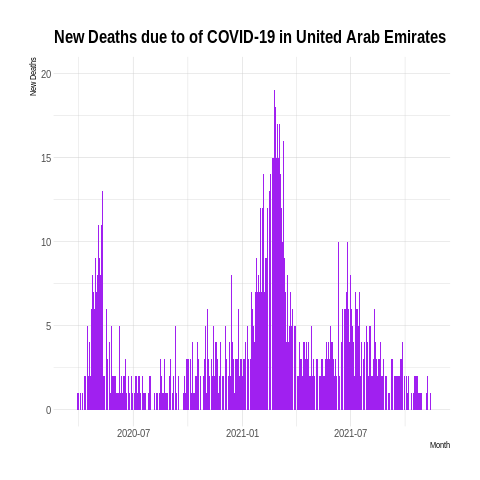 New Deaths due to of COVID-19 in United Arab Emirates
New Deaths
20
15
10
5
0
2020-07
2021-01
2021-07
Month